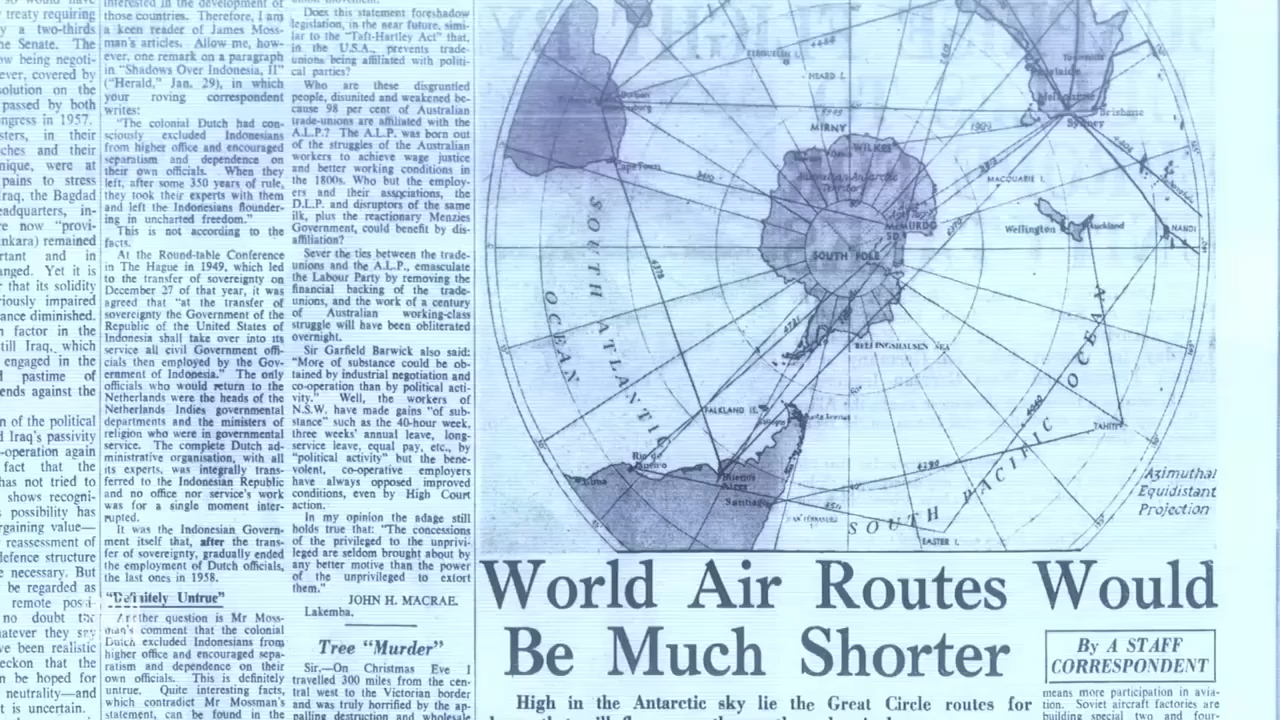 treaty requiring
a two-thirds
Senate. The
now being negoti-
ever, covered by
solution on the
passed by both
ngress in 1957.
sters, in their
ches and their
nique, were at
pains to stress
raq, the Bagdad
eadquarters, in-
re now "provi-
nkara) remained
rtant and in
anged. Yet it is
that its solidity
riously impaired
ance diminished.
n factor in the
till Iraq, which
engaged in the
pastime of
ends against the
n of the political
d Iraq's passivity
-operation again
fact that the
has not tried to
shows recogni-
possibility has
rgaining value—
reassessment of
defence structure
e necessary. But
be regarded as
remote possi-
no doubt
atever they say
ve been realistic
eckon that the
n be hoped for
neutrality—and
t is uncertain.
interested in the development of
those countries. Therefore, I am
a keen reader of James Moss-
man's articles. Allow me, how-
ever, one remark on a paragraph
in "Shadows Over Indonesia, II"
("Herald," Jan. 29), in which
your roving correspondent
writes:
"The colonial Dutch had con-
sciously excluded Indonesians
from higher office and encouraged
separatism and dependence on
their own officials. When they
left, after some 350 years of rule,
they took their experts with them
and left the Indonesians flounder-
ing in uncharted freedom."
This is not according to the
facts.
At the Round-table Conference
in The Hague in 1949, which led
to the transfer of sovereignty on
December 27 of that year, it was
agreed that "at the transfer of
sovereignty the Government of the
Republic of the United States of
Indonesia shall take over into its
service all civil Government offi-
cials then employed by the Gov-
ernment of Indonesia." The only
officials who would return to the
Netherlands were the heads of the
Netherlands Indies governmental
departments and the ministers of
religion who were in governmental
service. The complete Dutch ad-
ministrative organisation, with all
its experts, was integrally trans-
ferred to the Indonesian Republic
and no office nor service's work
was for a single moment inter-
rupted.
It was the Indonesian Govern-
ment itself that, after the trans-
fer of sovereignty, gradually ended
the employment of Dutch officials,
the last ones in 1958.
"Definitely Untrue"
Another question is Mr Moss-
man's comment that the colonial
Dutch excluded Indonesians from
higher office and encouraged sepa-
ratism and dependence on their
own officials. This is definitely
untrue. Quite interesting facts,
which contradict Mr Mossman's
statement, can be found in the
Does this statement foreshadow
legislation, in the near future, simi-
lar to the "Taft-Hartley Act" that,
in the U.S.A., prevents trade-
unions being affiliated with politi-
cal parties?
Who are these disgruntled
people, disunited and weakened be-
cause 98 per cent of Australian
trade-unions are affiliated with the
A.L.P.? The A.L.P. was born out
of the struggles of the Australian
workers to achieve wage justice
and better working conditions in
the 1800s. Who but the employ-
ers and their associations, the
D.L.P. and disruptors of the same
ilk, plus the reactionary Menzies
Government, could benefit by dis-
affiliation?
Sever the ties between the trade-
unions and the A.L.P., emasculate
the Labour Party by removing the
financial backing of the trade-
unions, and the work of a century
of Australian working-class
struggle will have been obliterated
overnight.
Sir Garfield Barwick also said:
"More of substance could be ob-
tained by industrial negotiation and
co-operation than by political acti-
vity." Well, the workers of
N.S.W. have made gains "of sub-
stance" such as the 40-hour week,
three weeks' annual leave, long-
service leave, equal pay, etc., by
"political activity" but the bene-
volent, co-operative employers
have always opposed improved
conditions, even by High Court
action.
In my opinion the adage still
holds true that: "The concessions
of the privileged to the unprivi-
leged are seldom brought about by
any better motive than the power
of the unprivileged to extort
them."
JOHN H. MACRAE.
Lakemba.
Tree "Murder"
Sir,—On Christmas Eve I
travelled 300 miles from the cen-
tral west to the Victorian border
and was truly horrified by the ap-
palling destruction and wholesale
HEARD I.
MIRNY
WILKES
Melbourne
Brisbane
Sydney
Cape Town
MACQUARIE I.
Australian Antarctic
Territory
McMURDO
SD.
Wellington
Auckland
NANDI
SOUTH POLE
SOUTH ATLANTIC
OCEAN
BELLINGSHAUSEN SEA
FALKLAND IS.
TAHITI
Rio de
Janeiro
Lima
Buenos
Aires
Santiago
EASTER I.
SOUTH PACIFIC OCEAN
Azimuthal
Equidistant
Projection
World Air Routes Would
Be Much Shorter
By A STAFF
CORRESPONDENT
High in the Antarctic sky lie the Great Circle routes for
means more participation in avia-
tion. Soviet aircraft factories are
building special two and four-